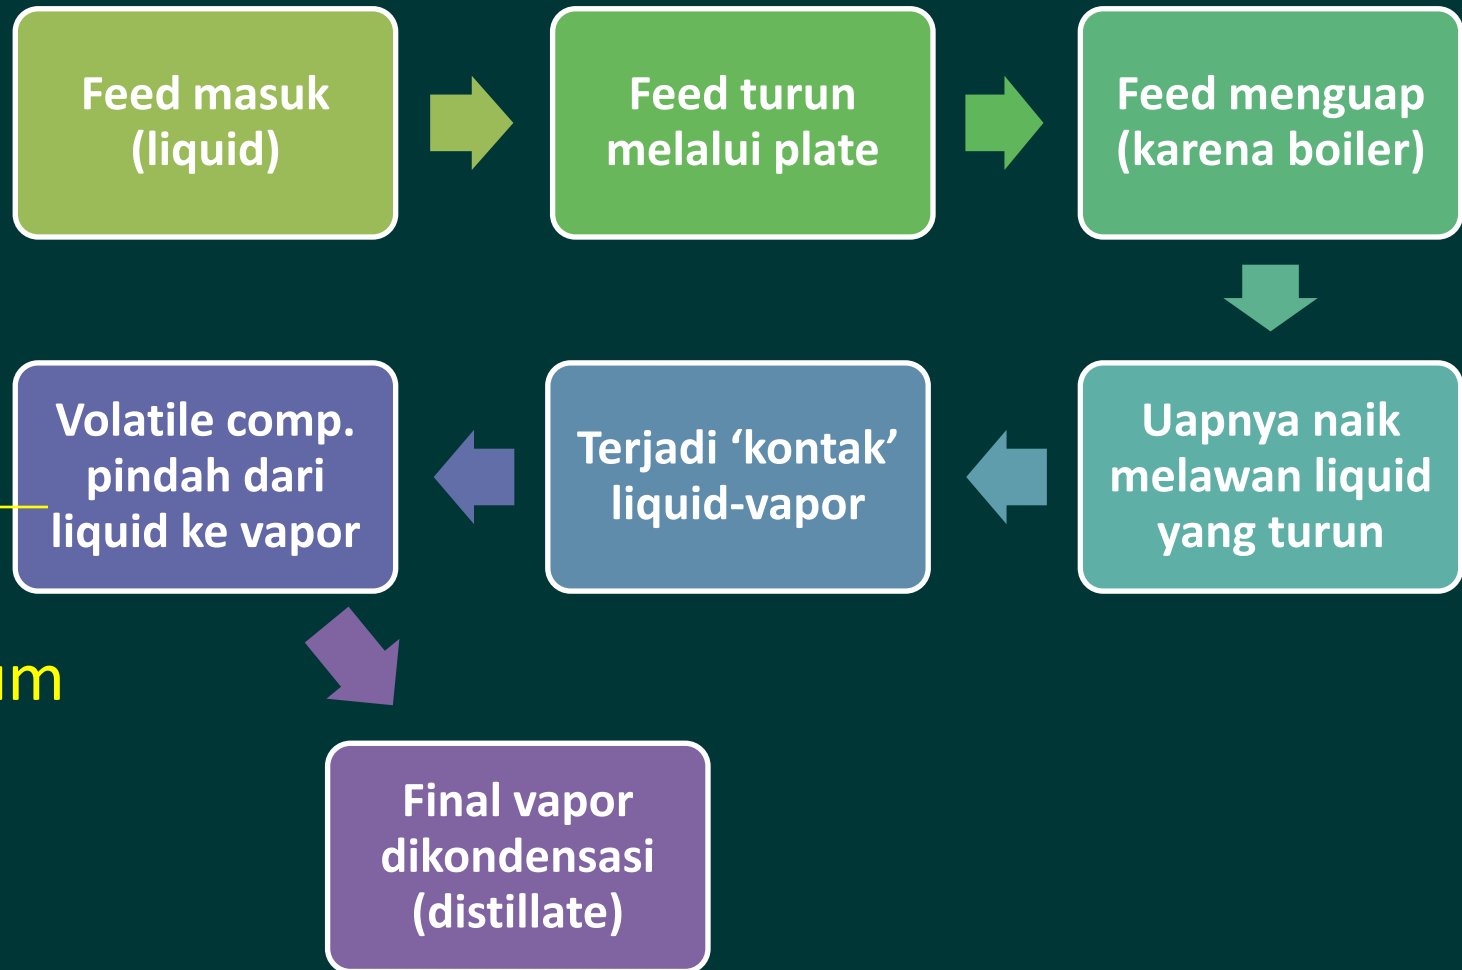 Feed masuk
(liquid)
Feed turun
melalui plate
Feed menguap
(karena boiler)
Uapnya naik
melawan liquid
yang turun
Terjadi ‘kontak’
liquid-vapor
Volatile comp.
pindah dari
liquid ke vapor
Final vapor
dikondensasi
(distillate)